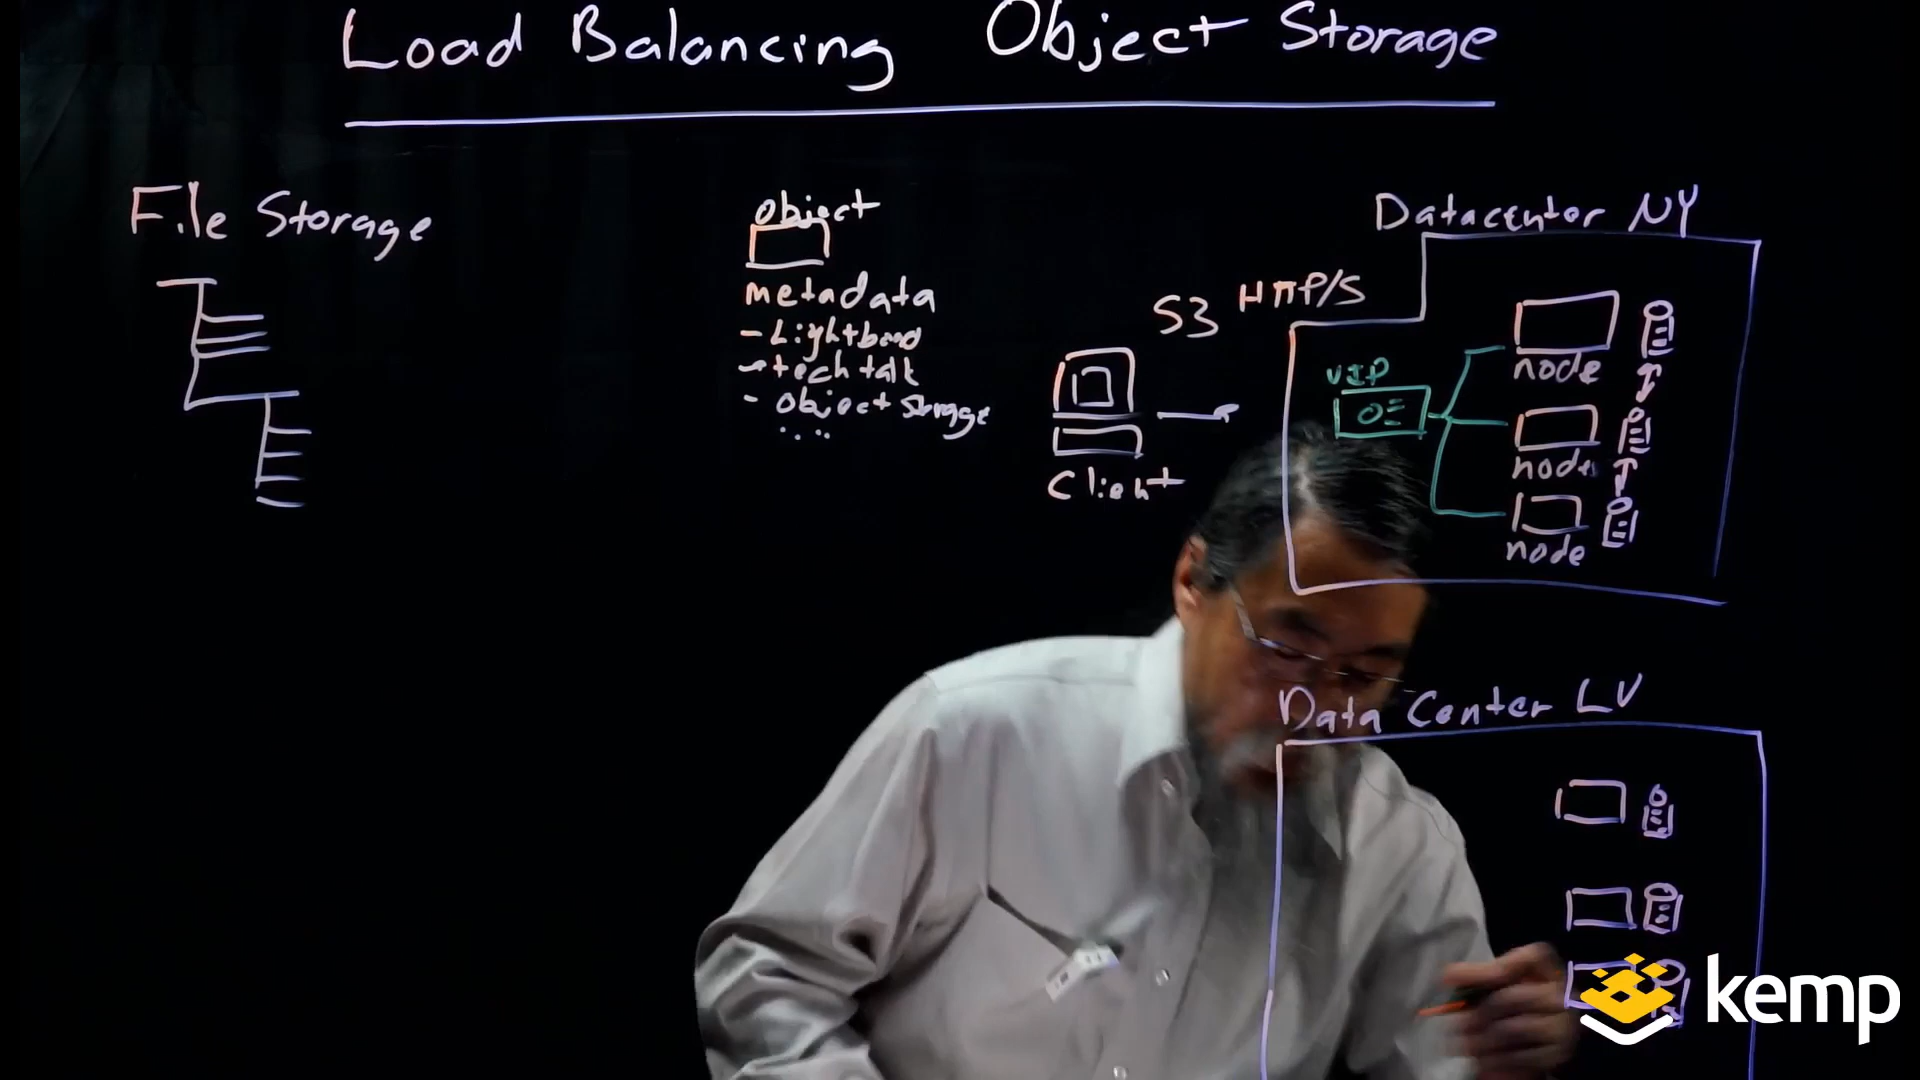 Load Balancing Object Storage
File Storage
object
metadata
- Lightboard
- tech talk
- object storage
...
S3 HTTP/S
Client
Datacenter NY
VIP
node
node
node
Data Center LV
kemp